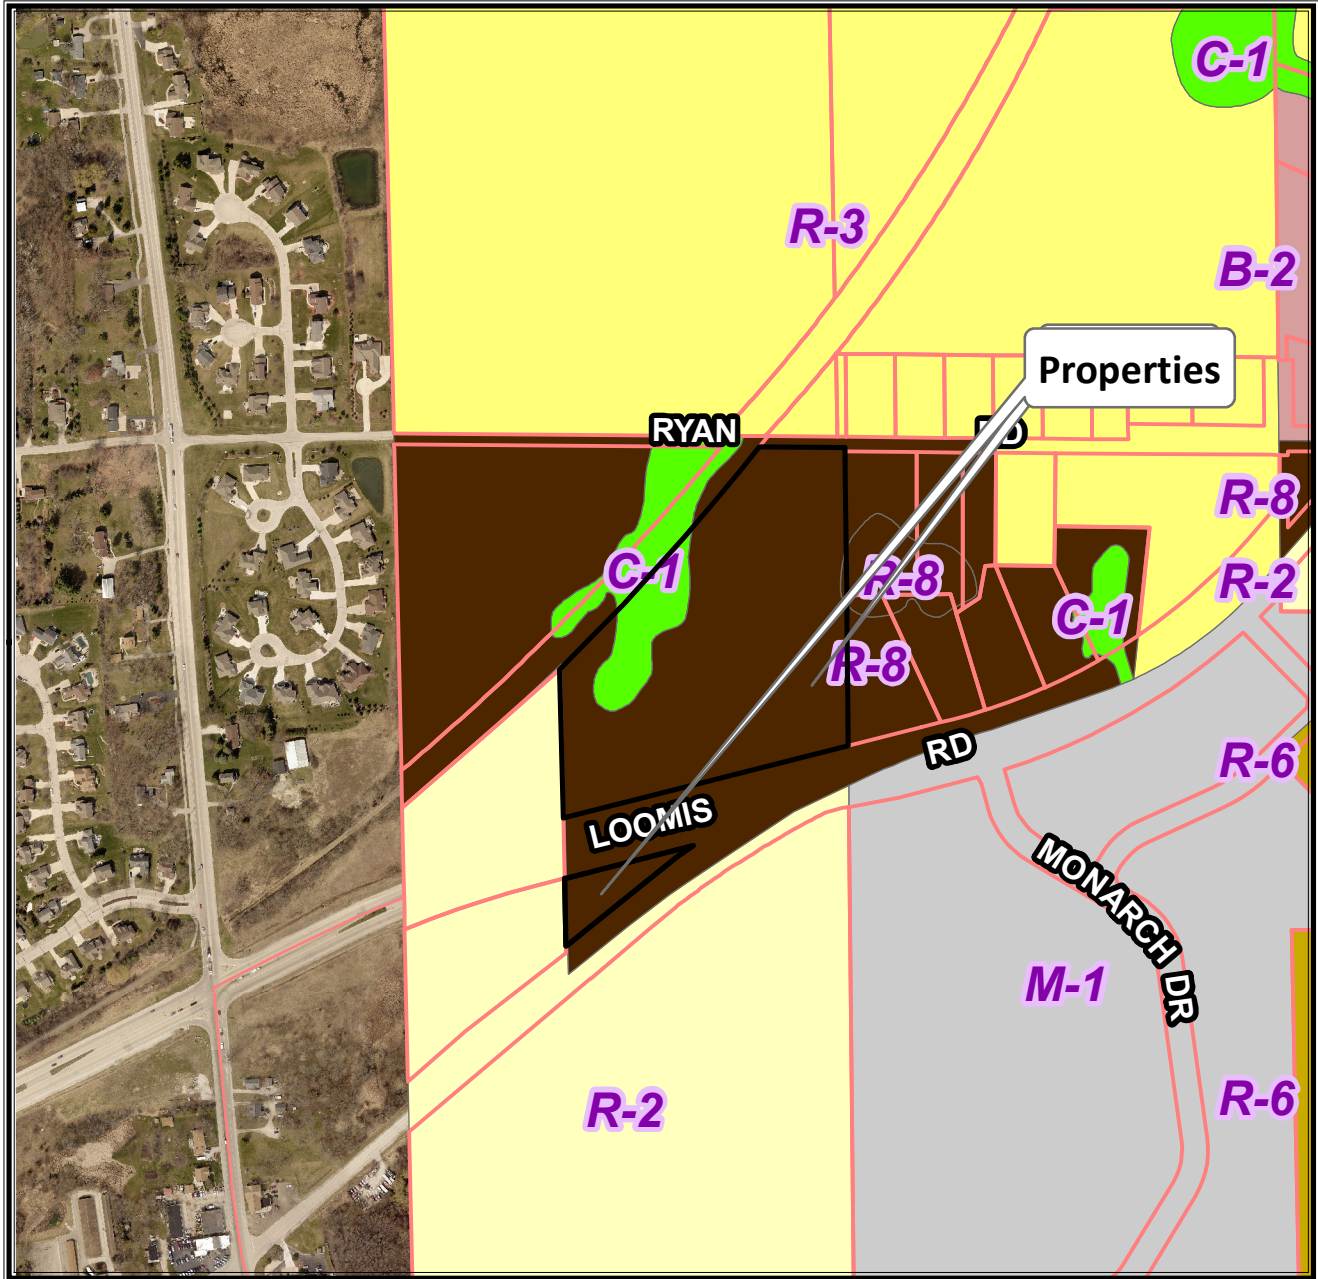 C-1
R-3
B-2
Properties
RYAN
RD
R-8
C-1
R-8
R-2
C-1
R-8
RD
R-6
LOOMIS
MONARCH DR
M-1
R-6
R-2